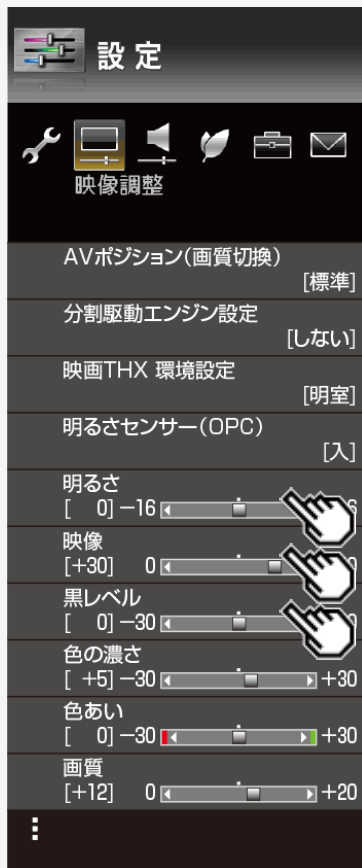 設定
映像調整
AVポジション(画質切換)
[標準]
分割駆動エンジン設定
[しない]
映画THX 環境設定
[明室]
明るさセンサー(OPC)
[入]
明るさ
[ 0] −16
映像
[+30] 0
黒レベル
[ 0] −30
色の濃さ
[ +5] −30 +30
色あい
[ 0] −30 +30
画質
[+12] 0 +20